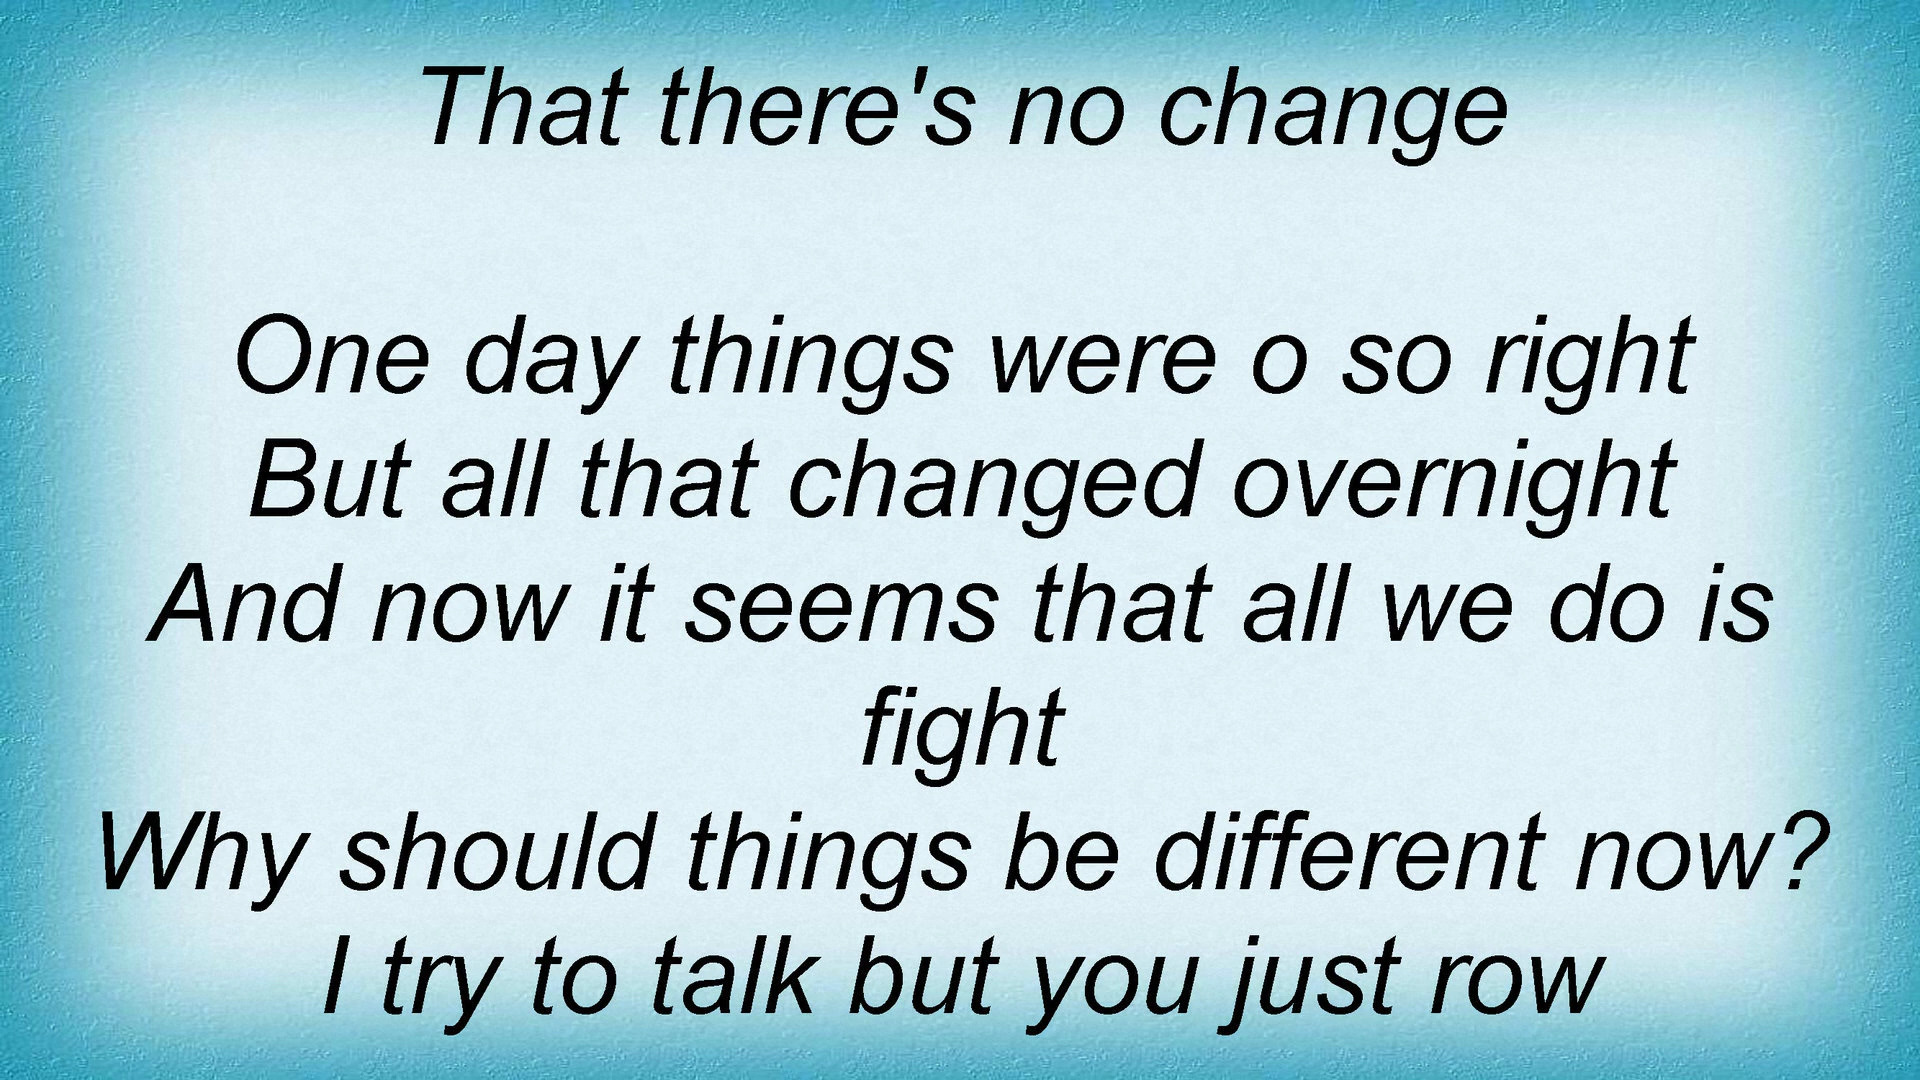 That there's no change
One day things were o so right
But all that changed overnight
And now it seems that all we do is
fight
Why should things be different now?
I try to talk but you just row